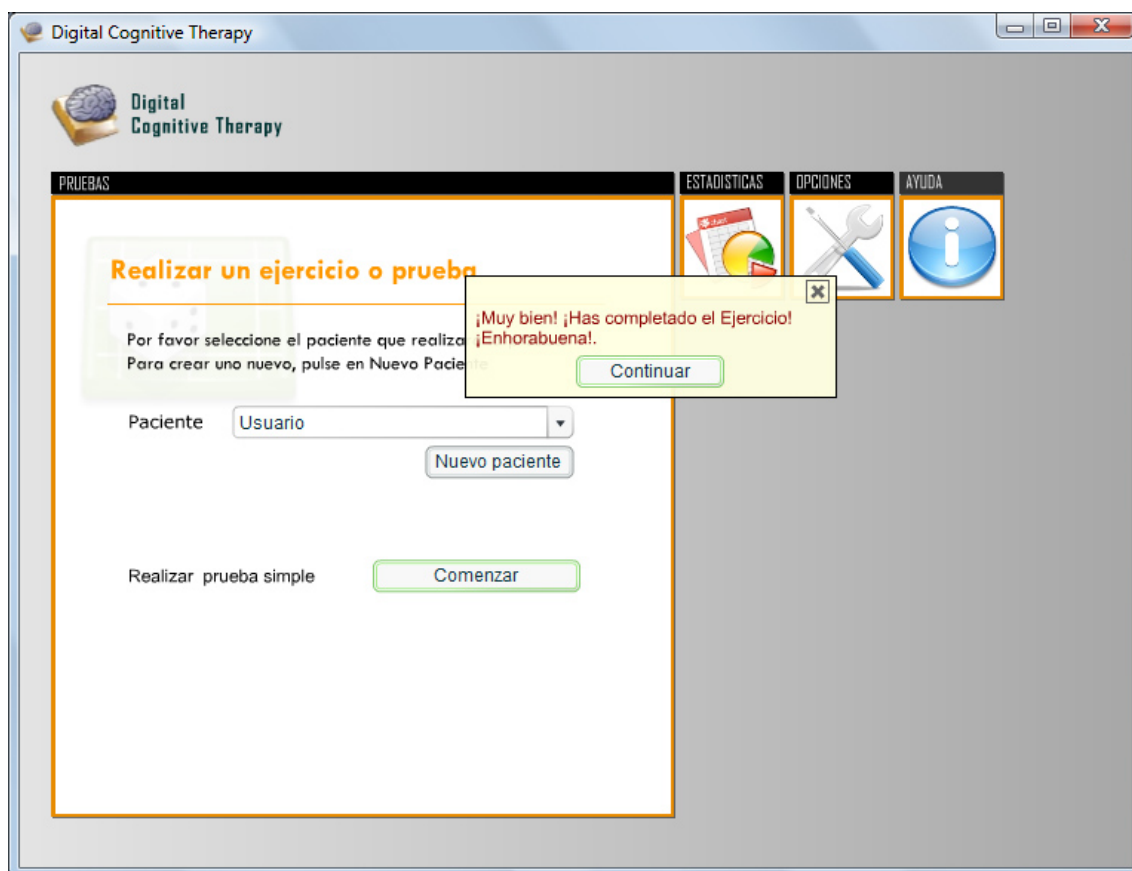 Digital Cognitive Therapy
Digital
Cognitive Therapy
PRUEBAS
ESTADISTICAS
OPCIONES
AYUDA
Realizar un ejercicio o prueba
¡Muy bien! ¡Has completado el Ejercicio!
¡Enhorabuena!.
Continuar
Por favor seleccione el paciente que realiza
Para crear uno nuevo, pulse en Nuevo Pacie
Paciente
Usuario
Nuevo paciente
Realizar prueba simple
Comenzar